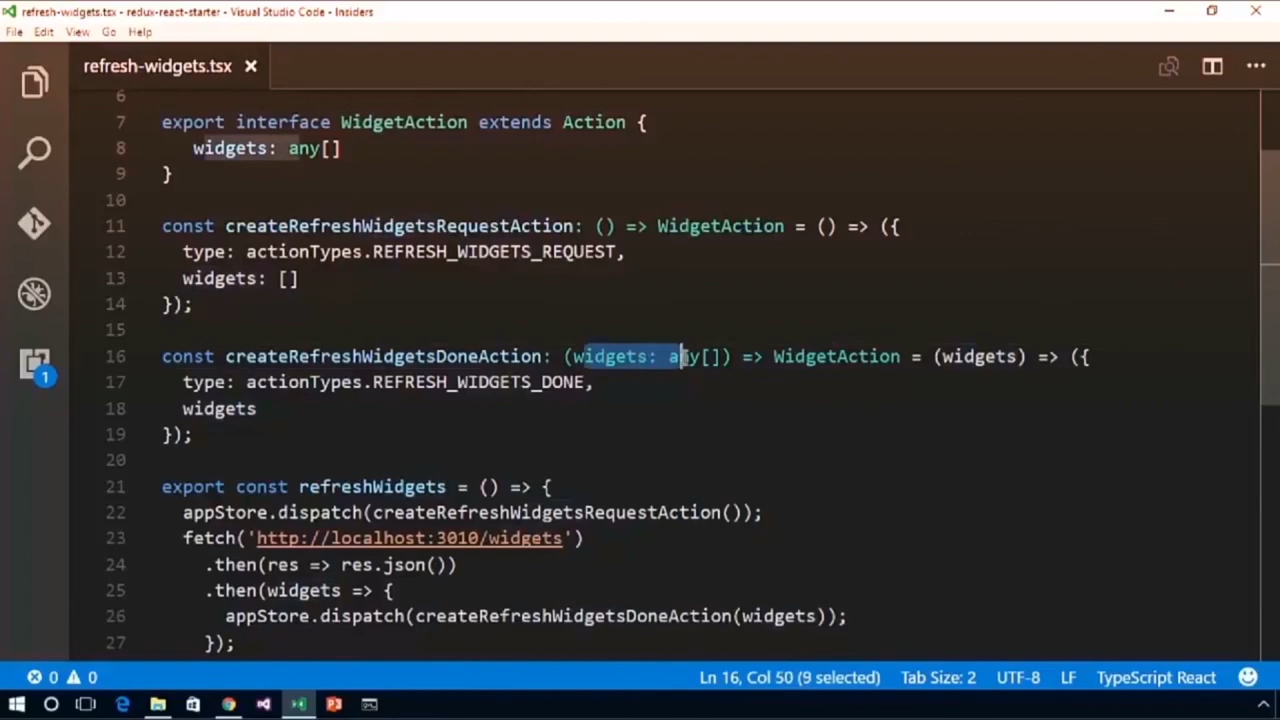 refresh-widgets.tsx - redux-react-starter - Visual Studio Code - Insiders
File Edit View Go Help
refresh-widgets.tsx
6
7 export interface WidgetAction extends Action {
8 widgets: any[]
9 }
10
11 const createRefreshWidgetsRequestAction: () => WidgetAction = () => ({
12 type: actionTypes.REFRESH_WIDGETS_REQUEST,
13 widgets: []
14 });
15
16 const createRefreshWidgetsDoneAction: (widgets: any[]) => WidgetAction = (widgets) => ({
17 type: actionTypes.REFRESH_WIDGETS_DONE,
18 widgets
19 });
20
21 export const refreshWidgets = () => {
22 appStore.dispatch(createRefreshWidgetsRequestAction());
23 fetch('http://localhost:3010/widgets')
24 .then(res => res.json())
25 .then(widgets => {
26 appStore.dispatch(createRefreshWidgetsDoneAction(widgets));
27 });
1
0 0 Ln 16, Col 50 (9 selected) Tab Size: 2 UTF-8 LF TypeScript React